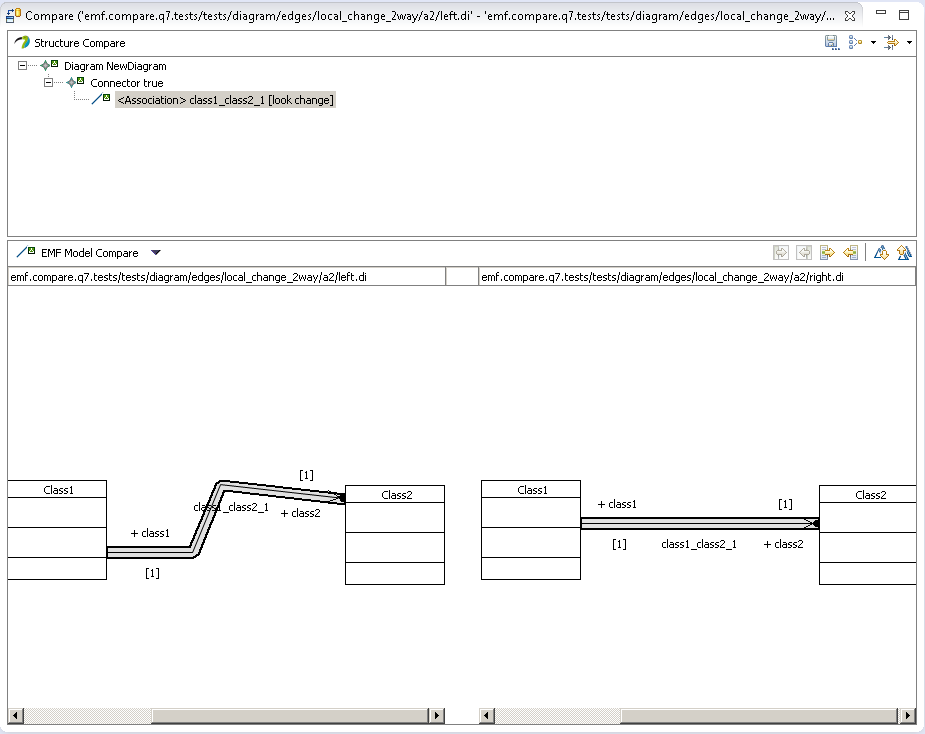 Compare ('emf.compare.q7.tests/tests/diagram/edges/local_change_2way/a2/left.di' - 'emf.compare.q7.tests/tests/diagram/edges/local_change_2way/...
Structure Compare
Diagram NewDiagram
Connector true
<Association> class1_class2_1 [look change]
EMF Model Compare
emf.compare.q7.tests/tests/diagram/edges/local_change_2way/a2/left.di
emf.compare.q7.tests/tests/diagram/edges/local_change_2way/a2/right.di
[1]
Class1
Class2
class1_class2_1
+ class2
+ class1
[1]
Class1
Class2
+ class1
[1]
[1]
class1_class2_1
+ class2